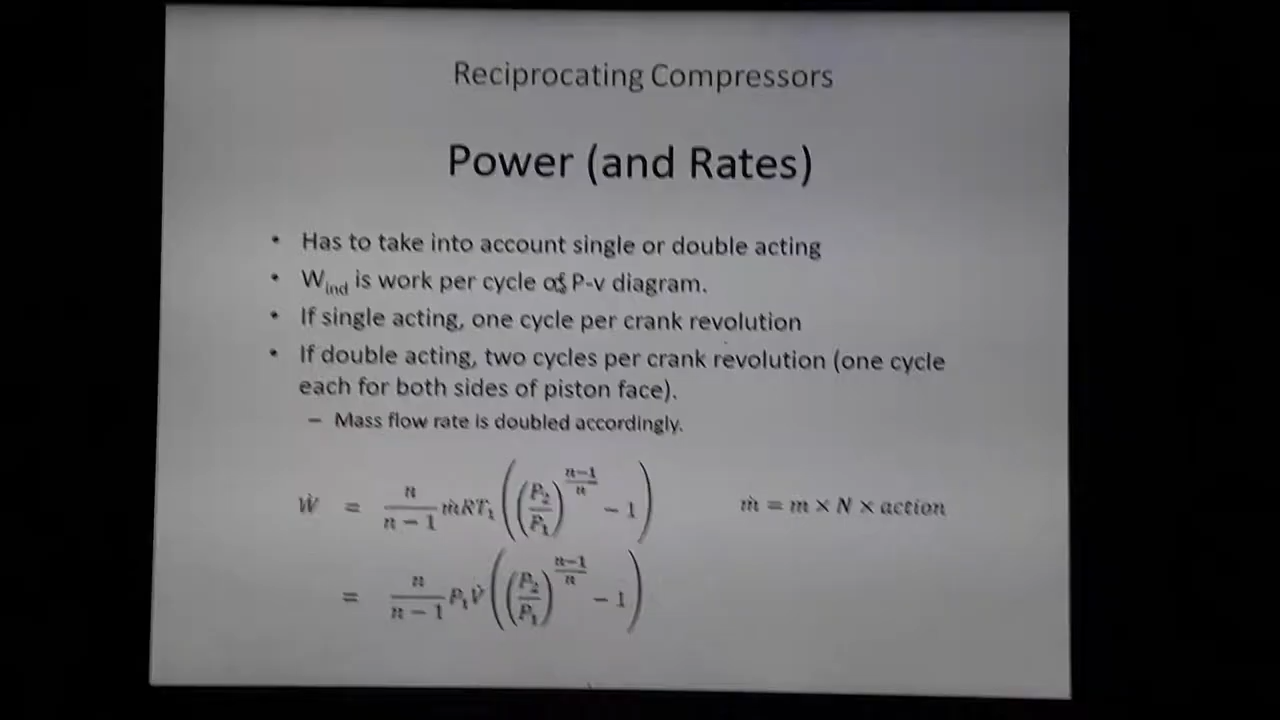 Reciprocating Compressors
Power (and Rates)
• Has to take into account single or double acting
• W_ind is work per cycle of P-v diagram.
• If single acting, one cycle per crank revolution
• If double acting, two cycles per crank revolution (one cycle
each for both sides of piston face).
– Mass flow rate is doubled accordingly.
Ẇ = n/(n−1) ṁRT₁((P₂/P₁)^((n−1)/n) − 1) ṁ = m × N × action
= n/(n−1) P₁V̇((P₂/P₁)^((n−1)/n) − 1)